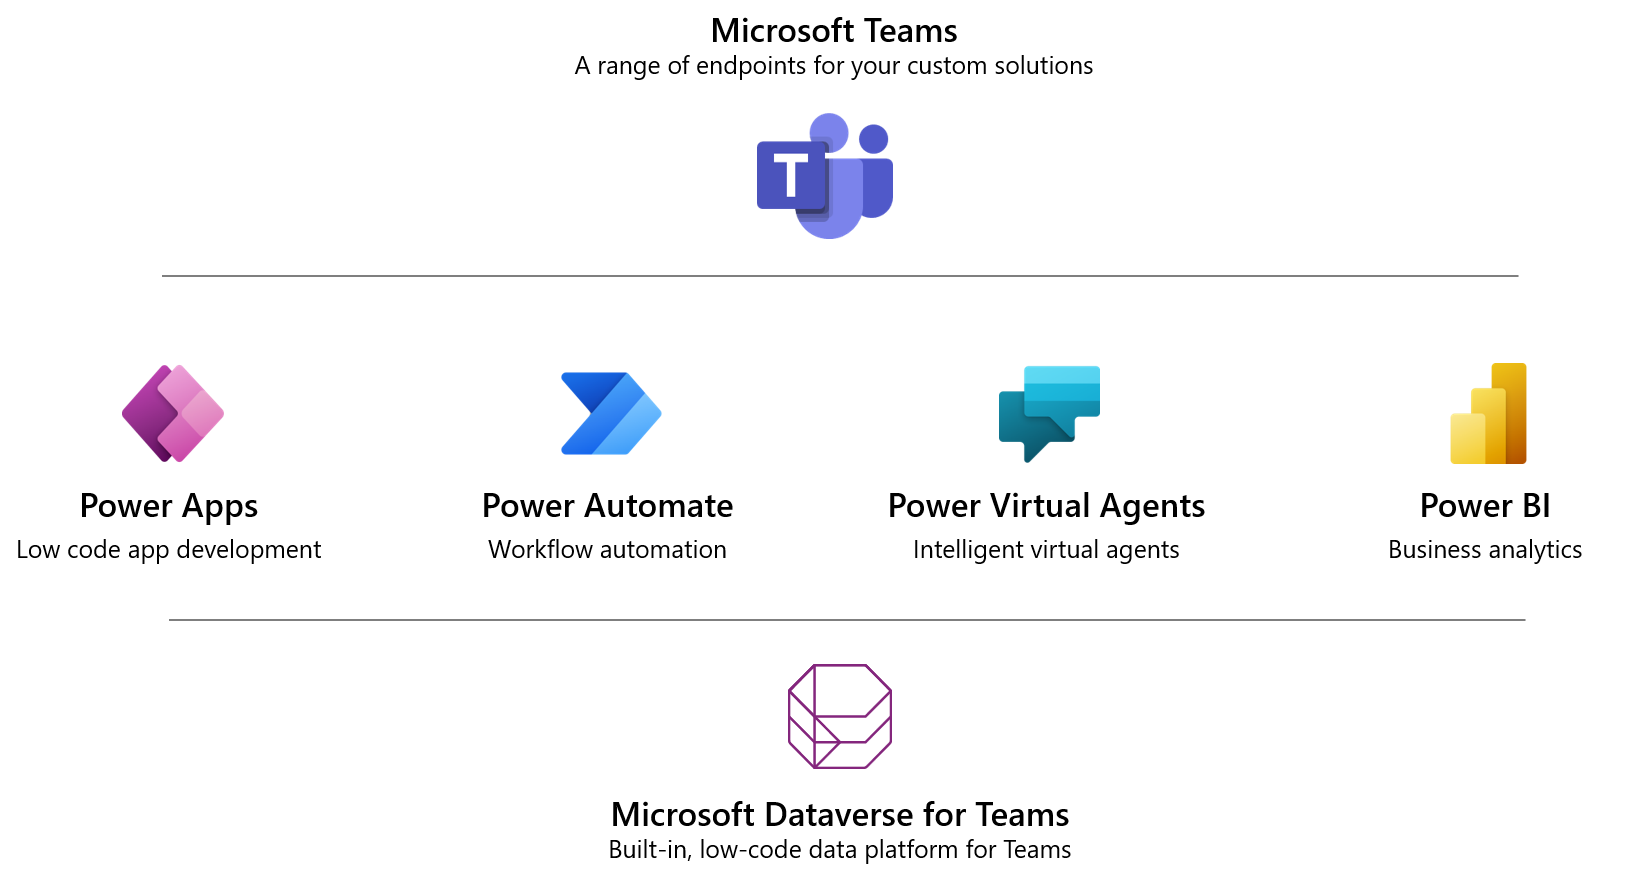 Microsoft Teams
A range of endpoints for your custom solutions
T
Power Apps
Low code app development
Power Automate
Workflow automation
Power Virtual Agents
Intelligent virtual agents
Power BI
Business analytics
Microsoft Dataverse for Teams
Built-in, low-code data platform for Teams